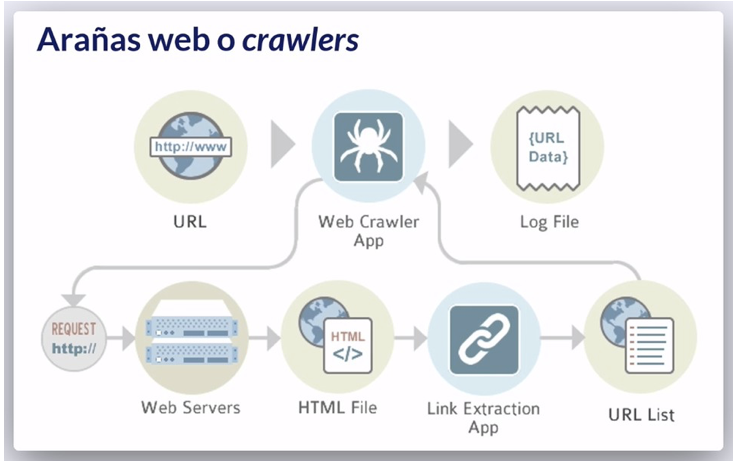 Arañas web o crawlers
http://www
{URL
Data}
URL
Web Crawler
App
Log File
REQUEST
http://
HTML
</>
Web Servers
HTML File
Link Extraction
App
URL List